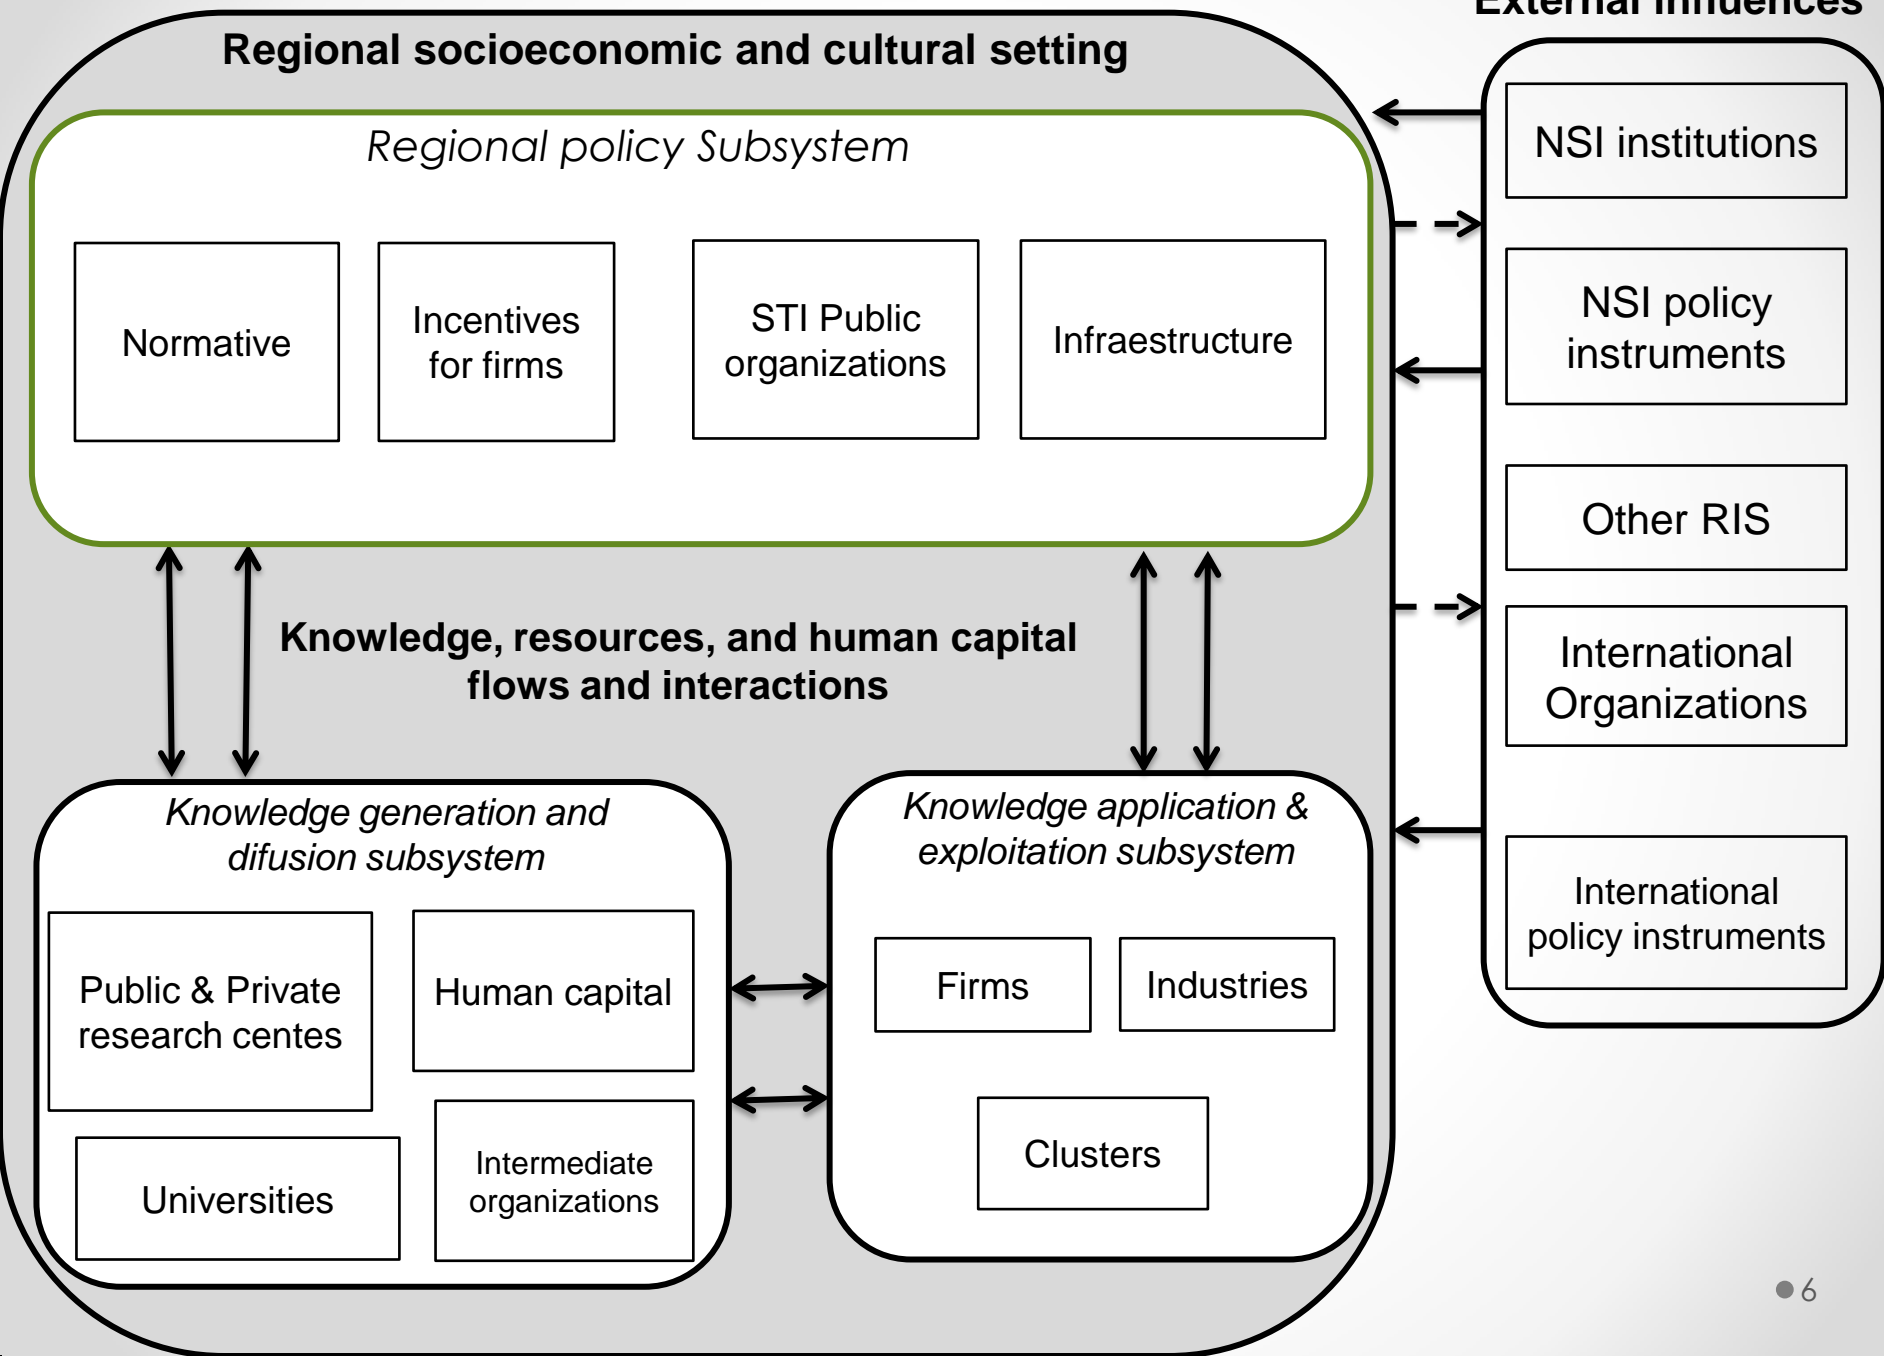 External influences
Regional socioeconomic and cultural setting
Regional policy Subsystem
Normative
Incentives
for firms
STI Public
organizations
Infraestructure
NSI institutions
NSI policy
instruments
Other RIS
International
Organizations
International
policy instruments
Knowledge, resources, and human capital
flows and interactions
Knowledge generation and
difusion subsystem
Public & Private
research centes
Human capital
Universities
Intermediate
organizations
Knowledge application &
exploitation subsystem
Firms
Industries
Clusters
6